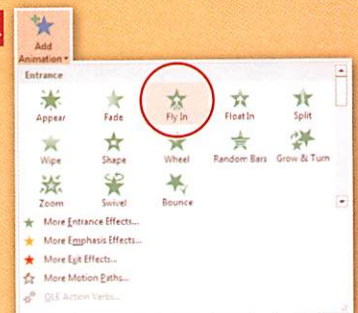 Add
Animation
Entrance
Appear Fade Fly In Float In Split
Wipe Shape Wheel Random Bars Grow & Turn
Zoom Swivel Bounce
More Entrance Effects...
More Emphasis Effects...
More Exit Effects...
More Motion Paths...
OLE Action Verbs...